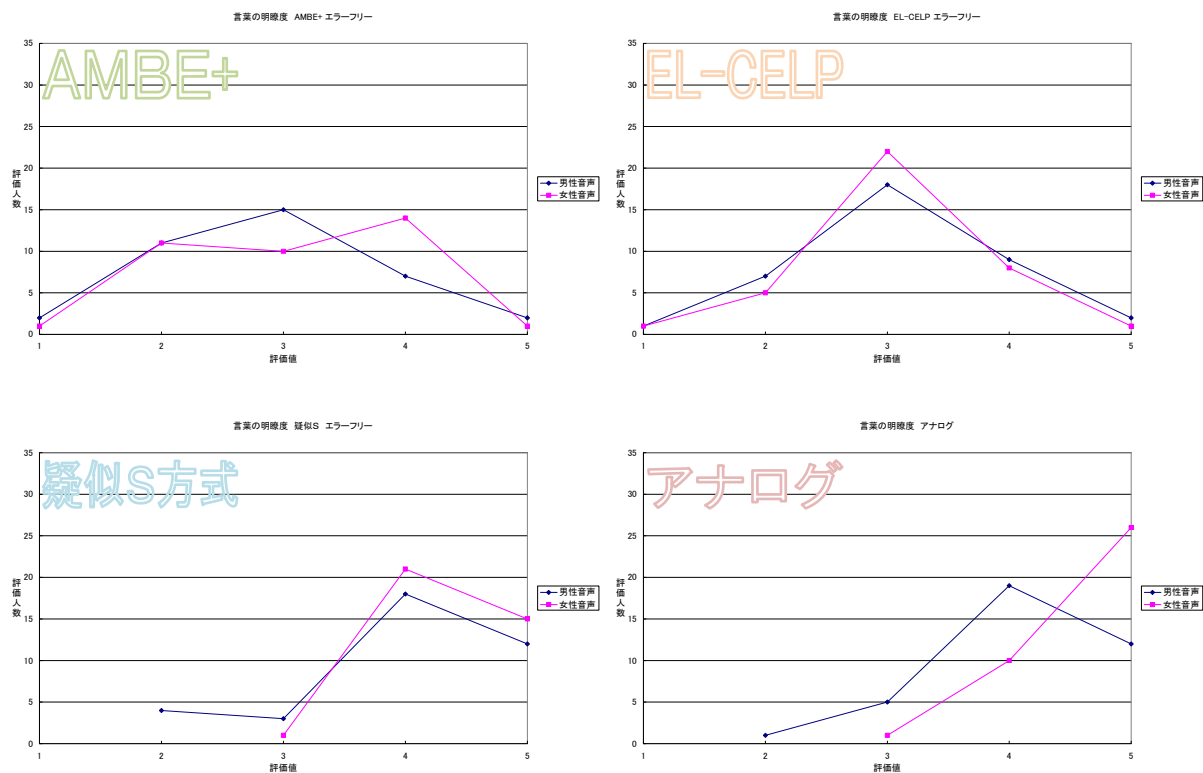 言葉の明瞭度 AMBE+ エラーフリー
AMBE+
35
30
25
20
15
10
5
0
評価人数
1 2 3 4 5
評価値
男性音声
女性音声
言葉の明瞭度 EL-CELP エラーフリー
EL-CELP
35
30
25
20
15
10
5
0
評価人数
1 2 3 4 5
評価値
男性音声
女性音声
言葉の明瞭度 疑似S エラーフリー
疑似S方式
35
30
25
20
15
10
5
0
評価人数
1 2 3 4 5
評価値
男性音声
女性音声
言葉の明瞭度 アナログ
アナログ
35
30
25
20
15
10
5
0
評価人数
1 2 3 4 5
評価値
男性音声
女性音声